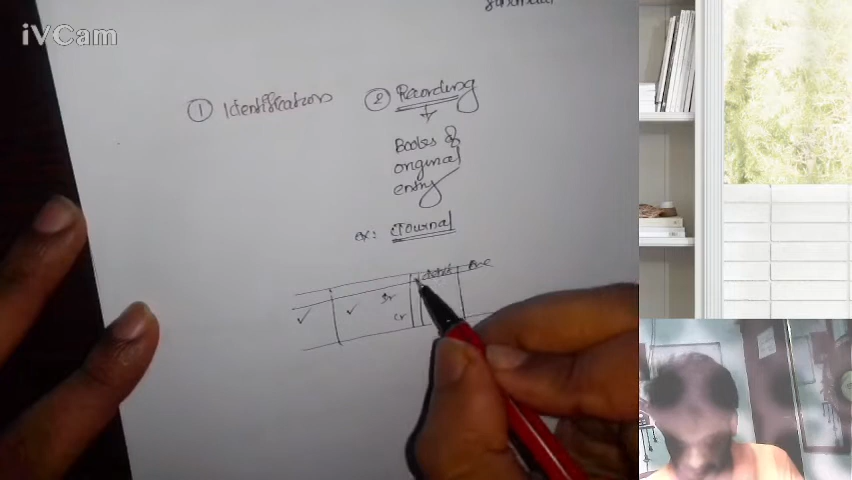 iVCam
① Identification ② Recording
Books of
original
entry
ex: Journal
Dr
Cr